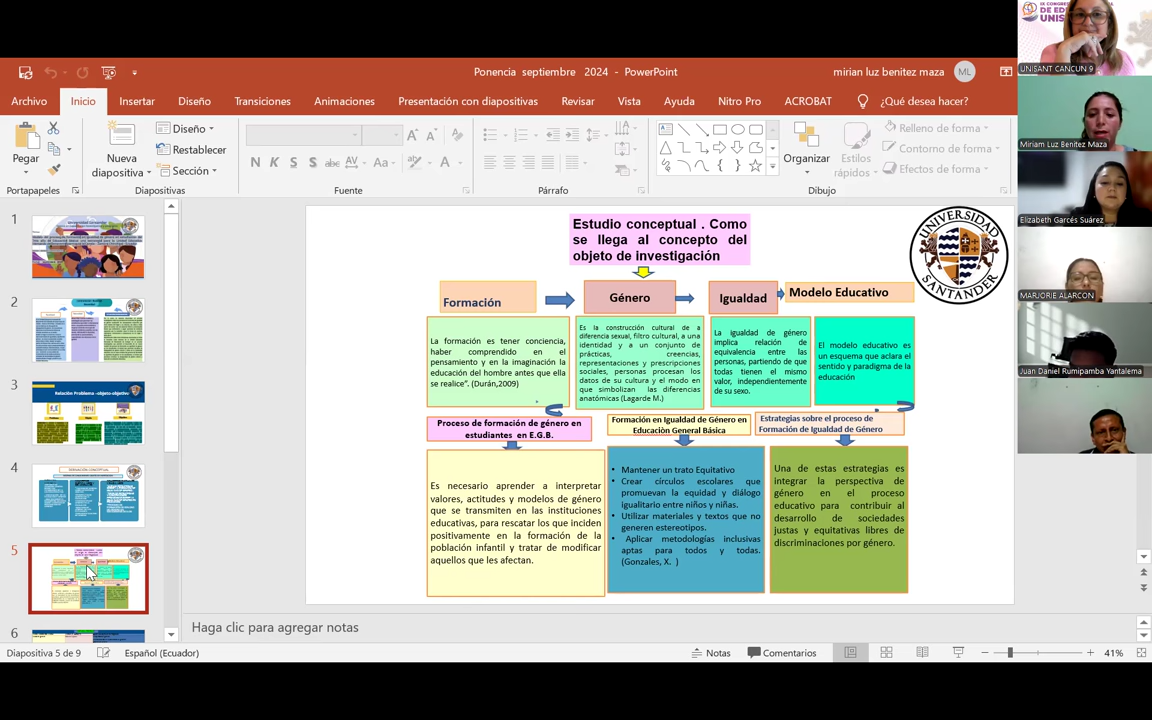 Ponencia septiembre 2024 - PowerPoint
mirian luz benitez maza
ML
Archivo
Inicio
Insertar
Diseño
Transiciones
Animaciones
Presentación con diapositivas
Revisar
Vista
Ayuda
Nitro Pro
ACROBAT
¿Qué desea hacer?
Pegar
Nueva
diapositiva
Diseño
Restablecer
Sección
Organizar
Estilos
rápidos
Relleno de forma
Contorno de forma
Efectos de forma
Portapapeles
Diapositivas
Fuente
Párrafo
Dibujo
1
2
3
Relación Problema -objeto-objetivo
4
5
6
Estudio conceptual . Como
se llega al concepto del
objeto de investigación
UNIVERSIDAD
SANTANDER
Formación
Género
Igualdad
Modelo Educativo
La formación es tener conciencia,
haber comprendido en el
pensamiento y en la imaginación la
educación del hombre antes que ella
se realice". (Durán,2009)
Es la construcción cultural de a
diferencia sexual, filtro cultural, a una
identidad y a un conjunto de
prácticas, creencias,
representaciones y prescripciones
sociales, personas procesan los
datos de su cultura y el modo en
que simbolizan las diferencias
anatómicas (Lagarde M.)
La igualdad de género
implica relación de
equivalencia entre las
personas, partiendo de que
todas tienen el mismo
valor, independientemente
de su sexo.
El modelo educativo es
un esquema que aclara el
sentido y paradigma de la
educación
Proceso de formación de género en
estudiantes en E.G.B.
Formación en Igualdad de Género en
Educaciòn General Básica
Estrategias sobre el proceso de
Formación de Igualdad de Género
Es necesario aprender a interpretar
valores, actitudes y modelos de género
que se transmiten en las instituciones
educativas, para rescatar los que inciden
positivamente en la formación de la
población infantil y tratar de modificar
aquellos que les afectan.
• Mantener un trato Equitativo
• Crear círculos escolares que
promuevan la equidad y diálogo
igualitario entre niños y niñas.
• Utilizar materiales y textos que no
generen estereotipos.
• Aplicar metodologías inclusivas
aptas para todos y todas.
(Gonzales, X. )
Una de estas estrategias es
integrar la perspectiva de
género en el proceso
educativo para contribuir al
desarrollo de sociedades
justas y equitativas libres de
discriminaciones por género.
Haga clic para agregar notas
Diapositiva 5 de 9
Español (Ecuador)
Notas
Comentarios
41%
UNISANT CANCUN 9
Miriam Luz Benítez Maza
Elizabeth Garcés Suárez
MARJORIE ALARCON
Juan Daniel Rumipamba Yantalema